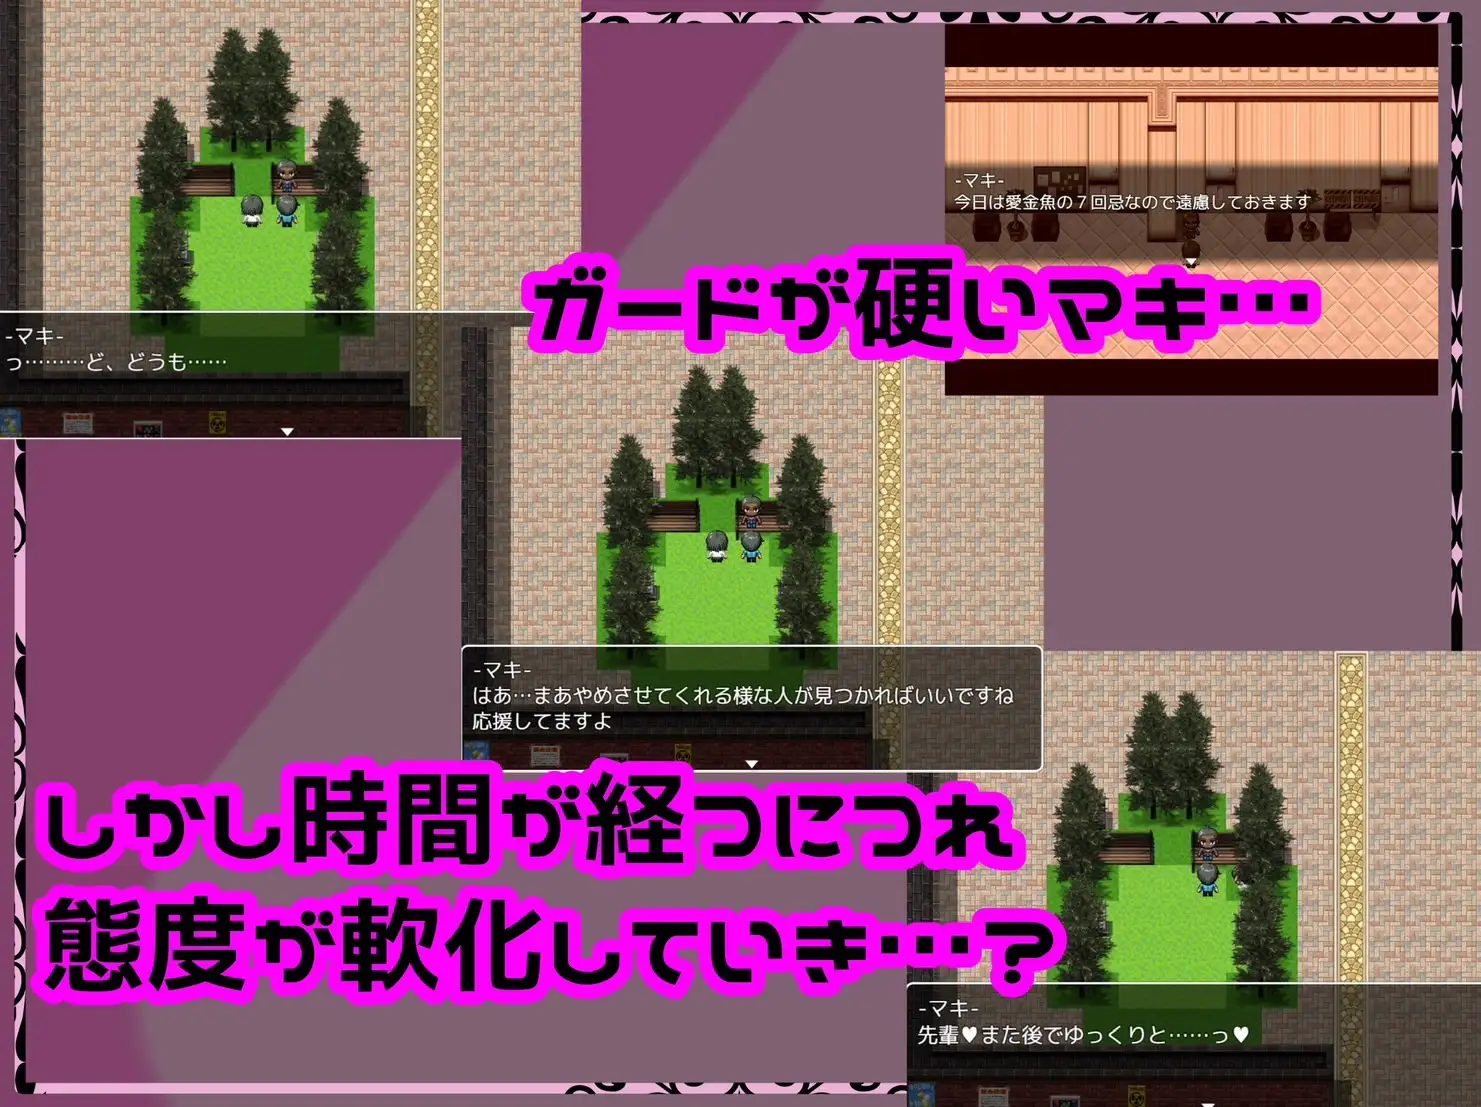 -マキ-
今日は愛金魚の７回忌なので遠慮しておきます
ガードが硬いマキ…
-マキ-
っ………ど、どうも……
-マキ-
はあ…まあやめさせてくれる様な人が見つかればいいですね
応援してますよ
しかし時間が経つにつれ
態度が軟化していき…？
-マキ-
先輩♥また後でゆっくりと……っ♥